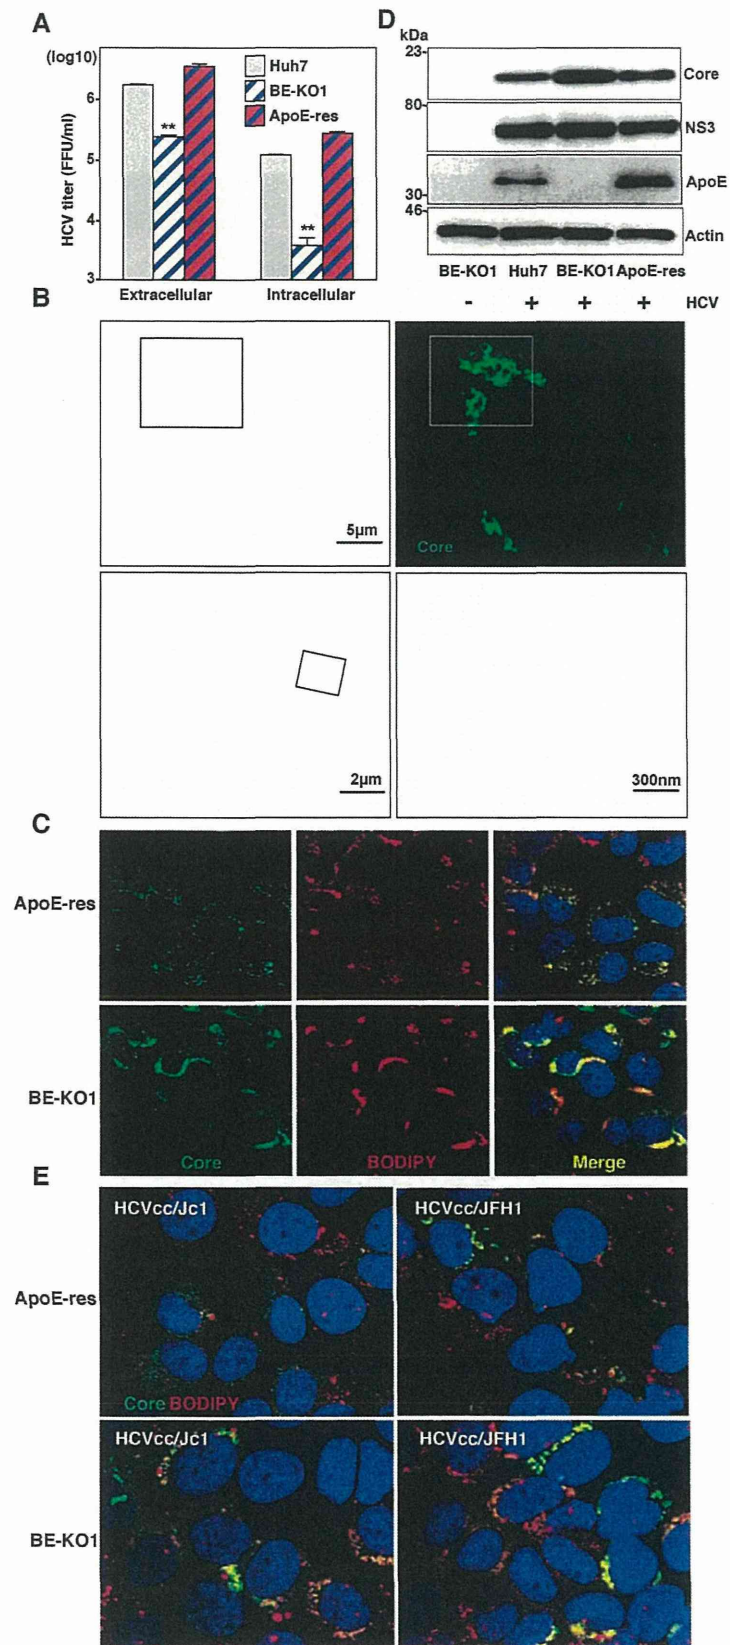 A
(log10)
HCV titer (FFU/ml)
6
5
4
3
Huh7
BE-KO1
ApoE-res
**
**
Extracellular
Intracellular
D
kDa
23-
80-
30-
46-
Core
NS3
ApoE
Actin
BE-KO1 Huh7 BE-KO1 ApoE-res
- + + + HCV
B
5μm
Core
2μm
300nm
C
ApoE-res
BE-KO1
Core
BODIPY
Merge
E
ApoE-res
HCVcc/Jc1
HCVcc/JFH1
Core BODIPY
BE-KO1
HCVcc/Jc1
HCVcc/JFH1